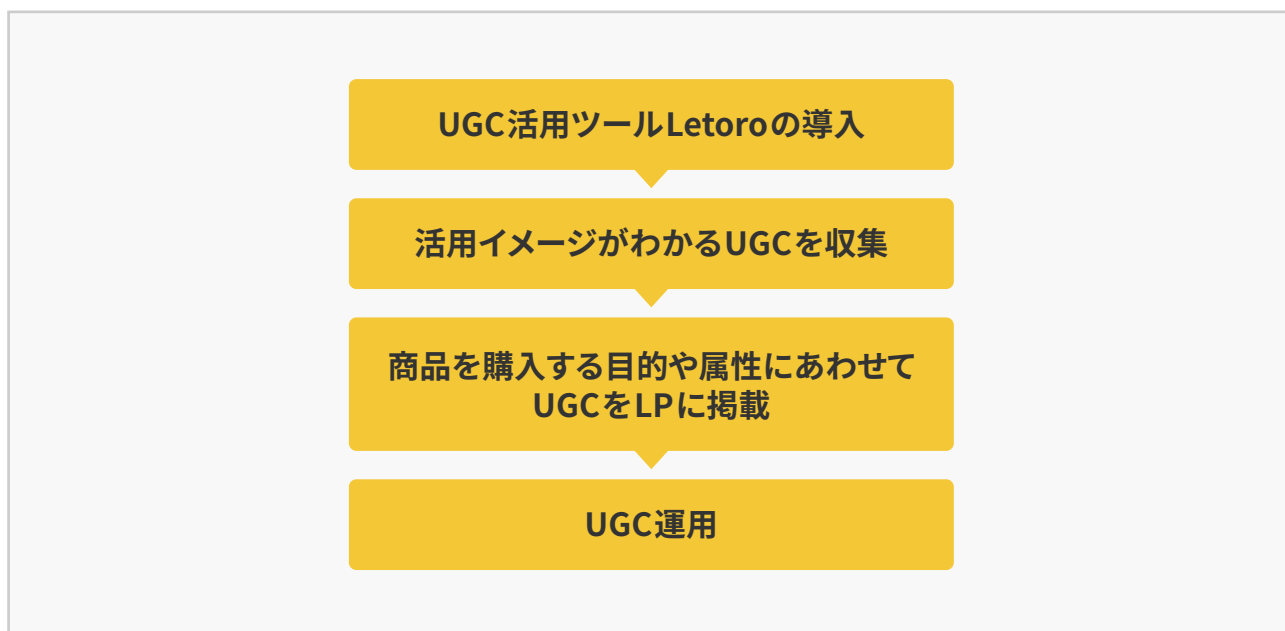 UGC活用ツールLetoroの導入
活用イメージがわかるUGCを収集
商品を購入する目的や属性にあわせて
UGCをLPに掲載
UGC運用